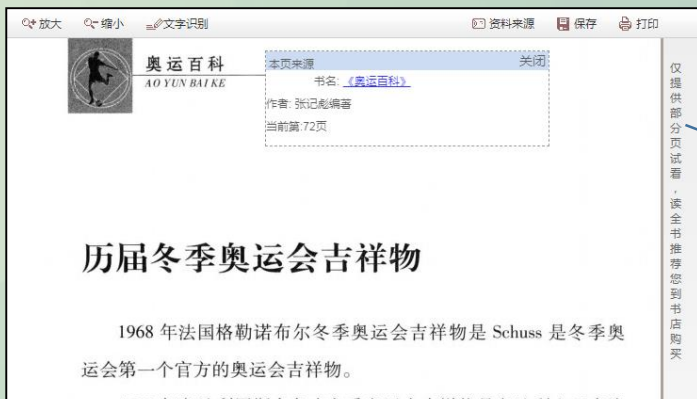 放大 缩小 文字识别 资料来源 保存 打印
奥运百科
AO YUN BAI KE
本页来源 关闭
书名: 《奥运百科》
作者: 张记彪编著
当前第:72页
仅提供部分页试看，读全书推荐您到书店购买
历届冬季奥运会吉祥物
1968 年法国格勒诺布尔冬季奥运会吉祥物是 Schuss 是冬季奥
运会第一个官方的奥运会吉祥物。